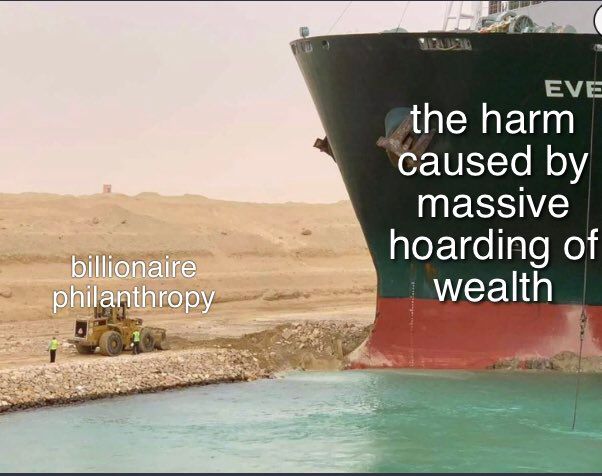 EVE
the harm
caused by
massive
hoarding of
wealth
billionaire
philanthropy